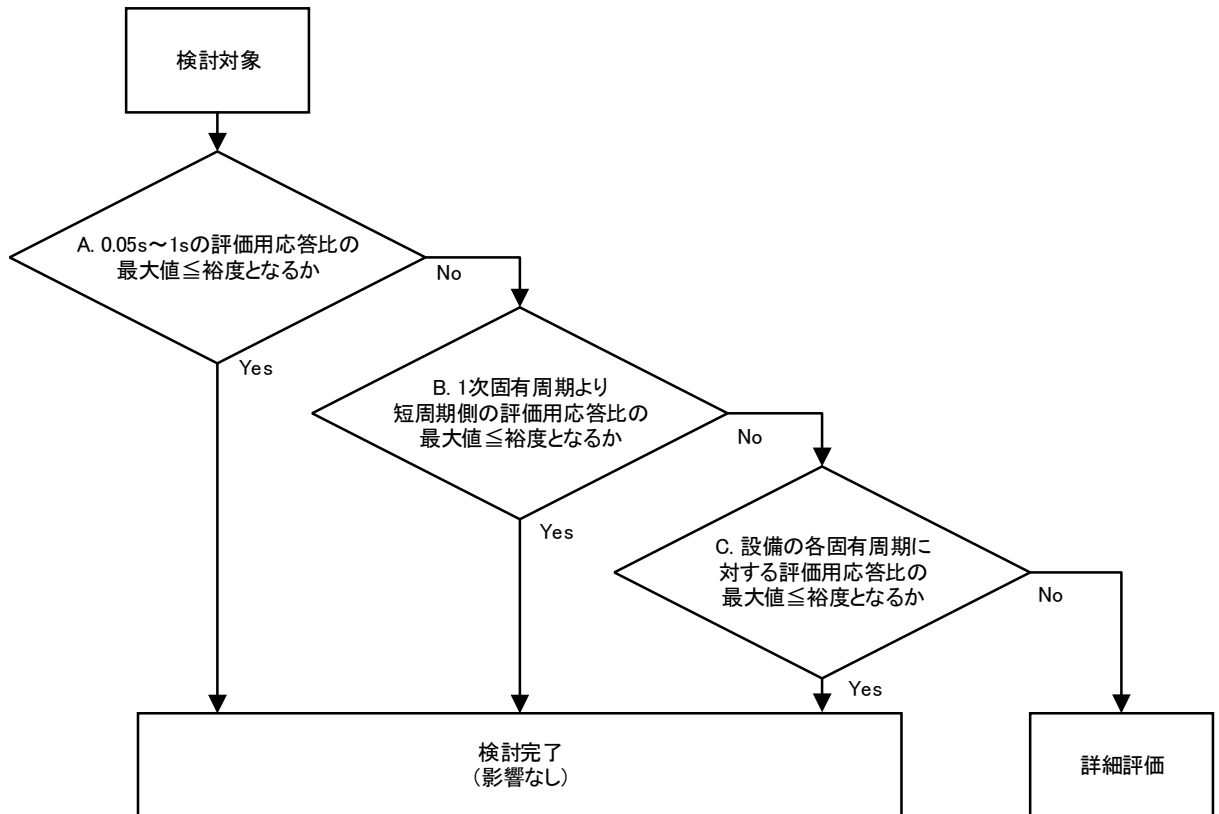 検討対象
A. 0.05s～1sの評価用応答比の
最大値≦裕度となるか
No
Yes
B. 1次固有周期より
短周期側の評価用応答比の
最大値≦裕度となるか
No
Yes
C. 設備の各固有周期に
対する評価用応答比の
最大値≦裕度となるか
No
Yes
検討完了
（影響なし）
詳細評価